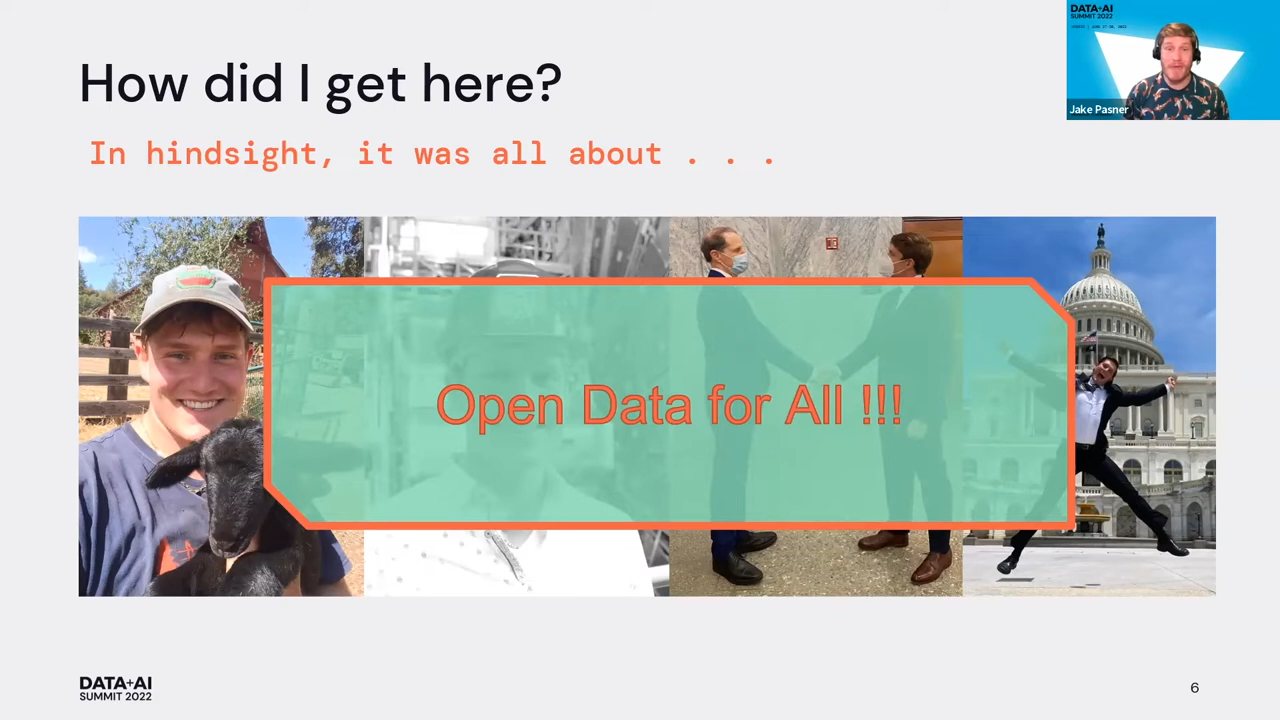 How did I get here?
In hindsight, it was all about . . .
Open Data for All !!!
DATA+AI
SUMMIT 2022
Jake Pasner
DATA+AI
SUMMIT 2022
6